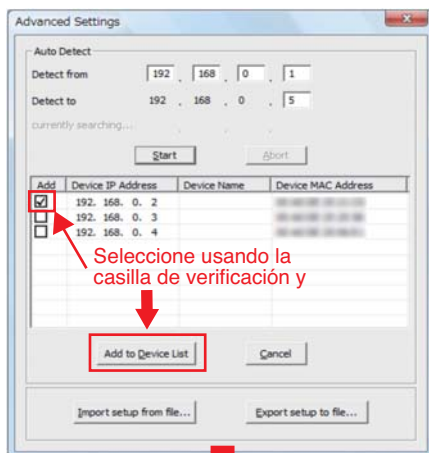 Advanced Settings
Auto Detect
Detect from 192 . 168 . 0 . 1
Detect to 192 . 168 . 0 . 5
currently searching... . . .
Start Abort
Add Device IP Address Device Name Device MAC Address
192. 168. 0. 2
192. 168. 0. 3
192. 168. 0. 4
Seleccione usando la
casilla de verificación y
Add to Device List Cancel
Import setup from file... Export setup to file...